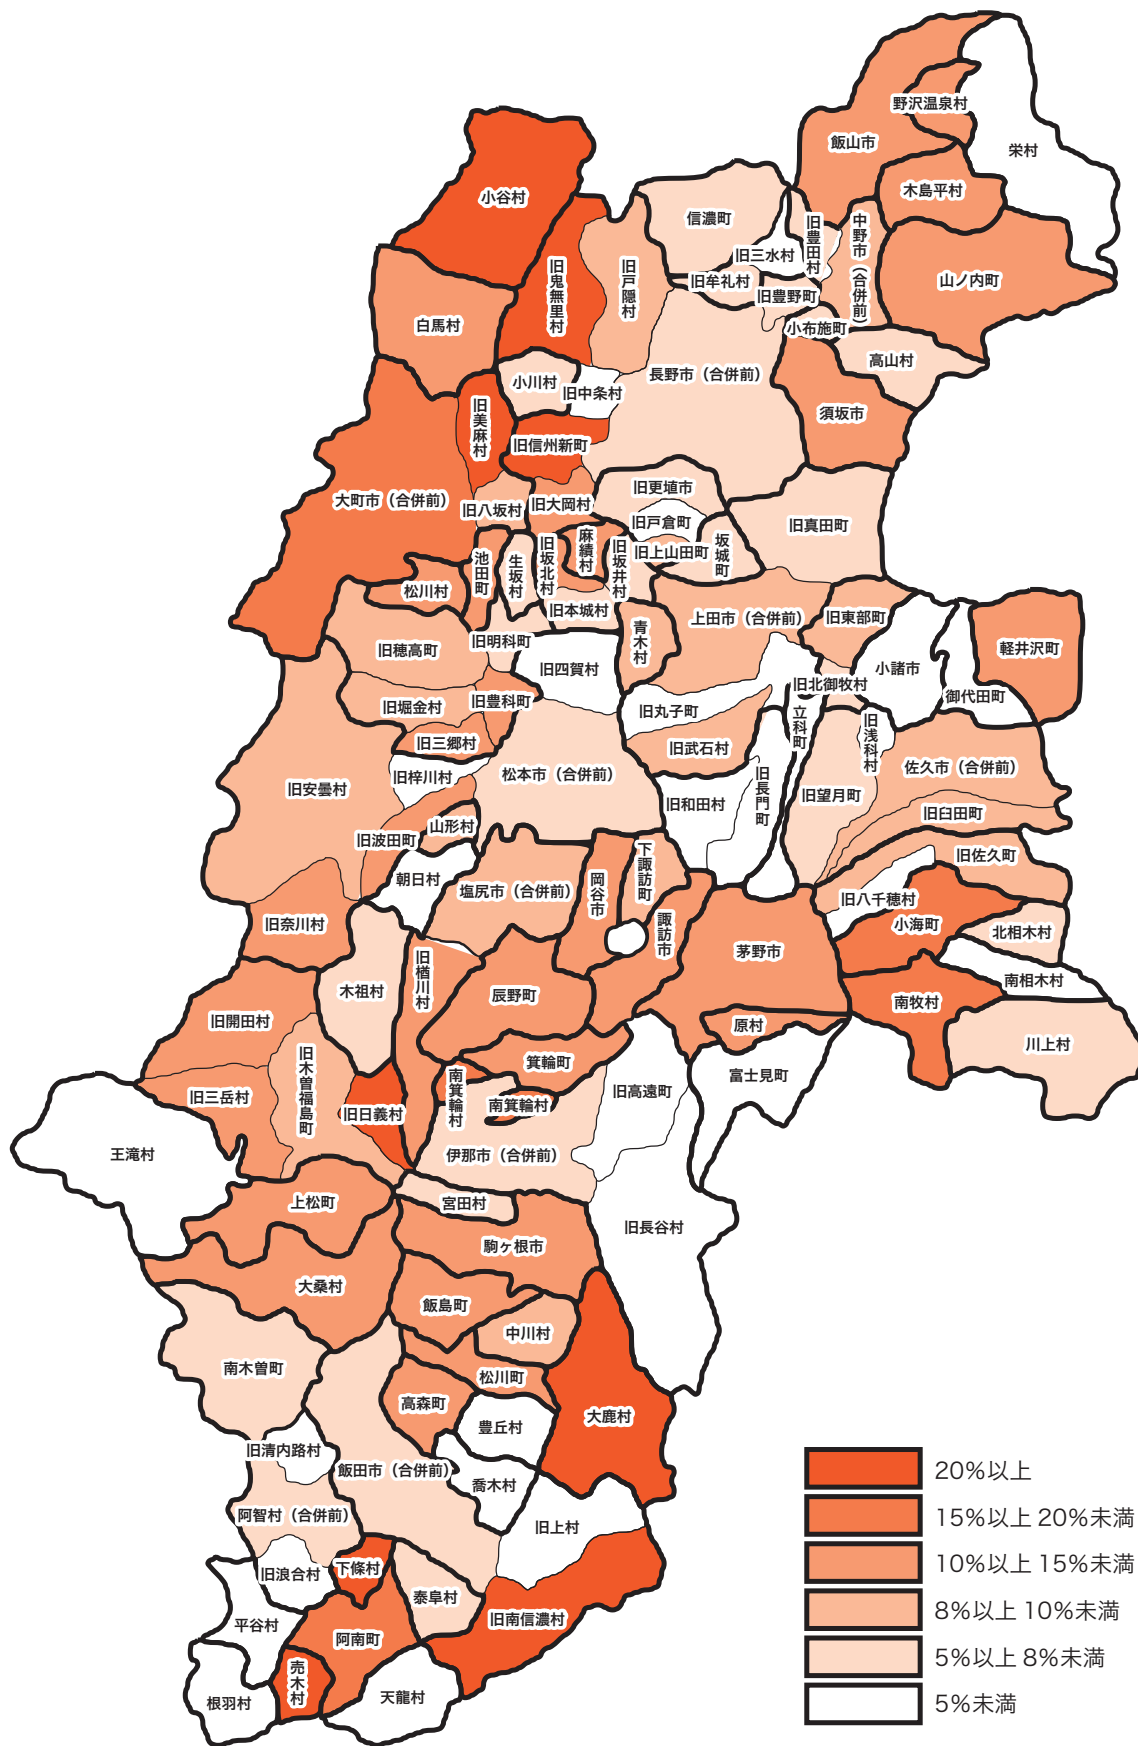 野沢温泉村
飯山市
栄村
木島平村
小谷村
信濃町
旧豊田村
中野市（合併前）
旧三水村
旧鬼無里村
旧戸隠村
旧牟礼村
旧豊野町
山ノ内町
白馬村
小布施町
高山村
小川村
旧中条村
長野市（合併前）
旧美麻村
須坂市
旧信州新町
大町市（合併前）
旧八坂村
旧大岡村
旧更埴市
旧戸倉町
旧真田町
池田町
生坂村
旧坂北村
麻績村
旧坂井村
旧上山田町
坂城町
松川村
旧本城村
青木村
上田市（合併前）
旧東部町
旧穂高町
旧明科町
旧四賀村
小諸市
軽井沢町
旧北御牧村
御代田町
旧堀金村
旧豊科町
旧丸子町
立科町
旧浅科村
旧三郷村
旧武石村
旧安曇村
旧梓川村
松本市（合併前）
旧和田村
旧長門町
旧望月町
佐久市（合併前）
旧臼田町
旧波田町
山形村
朝日村
塩尻市（合併前）
岡谷市
下諏訪町
旧佐久町
旧八千穂村
旧奈川村
諏訪市
小海町
北相木村
木祖村
旧楢川村
辰野町
茅野市
南相木村
南牧村
旧開田村
原村
川上村
旧木曽福島町
箕輪町
富士見町
旧三岳村
旧日義村
南箕輪村
南箕輪村
旧高遠町
王滝村
伊那市（合併前）
上松町
宮田村
旧長谷村
駒ヶ根市
大桑村
飯島町
中川村
南木曽町
松川町
高森町
大鹿村
豊丘村
旧清内路村
飯田市（合併前）
喬木村
阿智村（合併前）
旧上村
旧浪合村
下條村
泰阜村
旧南信濃村
平谷村
阿南町
売木村
根羽村
天龍村
20%以上
15%以上 20%未満
10%以上 15%未満
8%以上 10%未満
5%以上 8%未満
5%未満